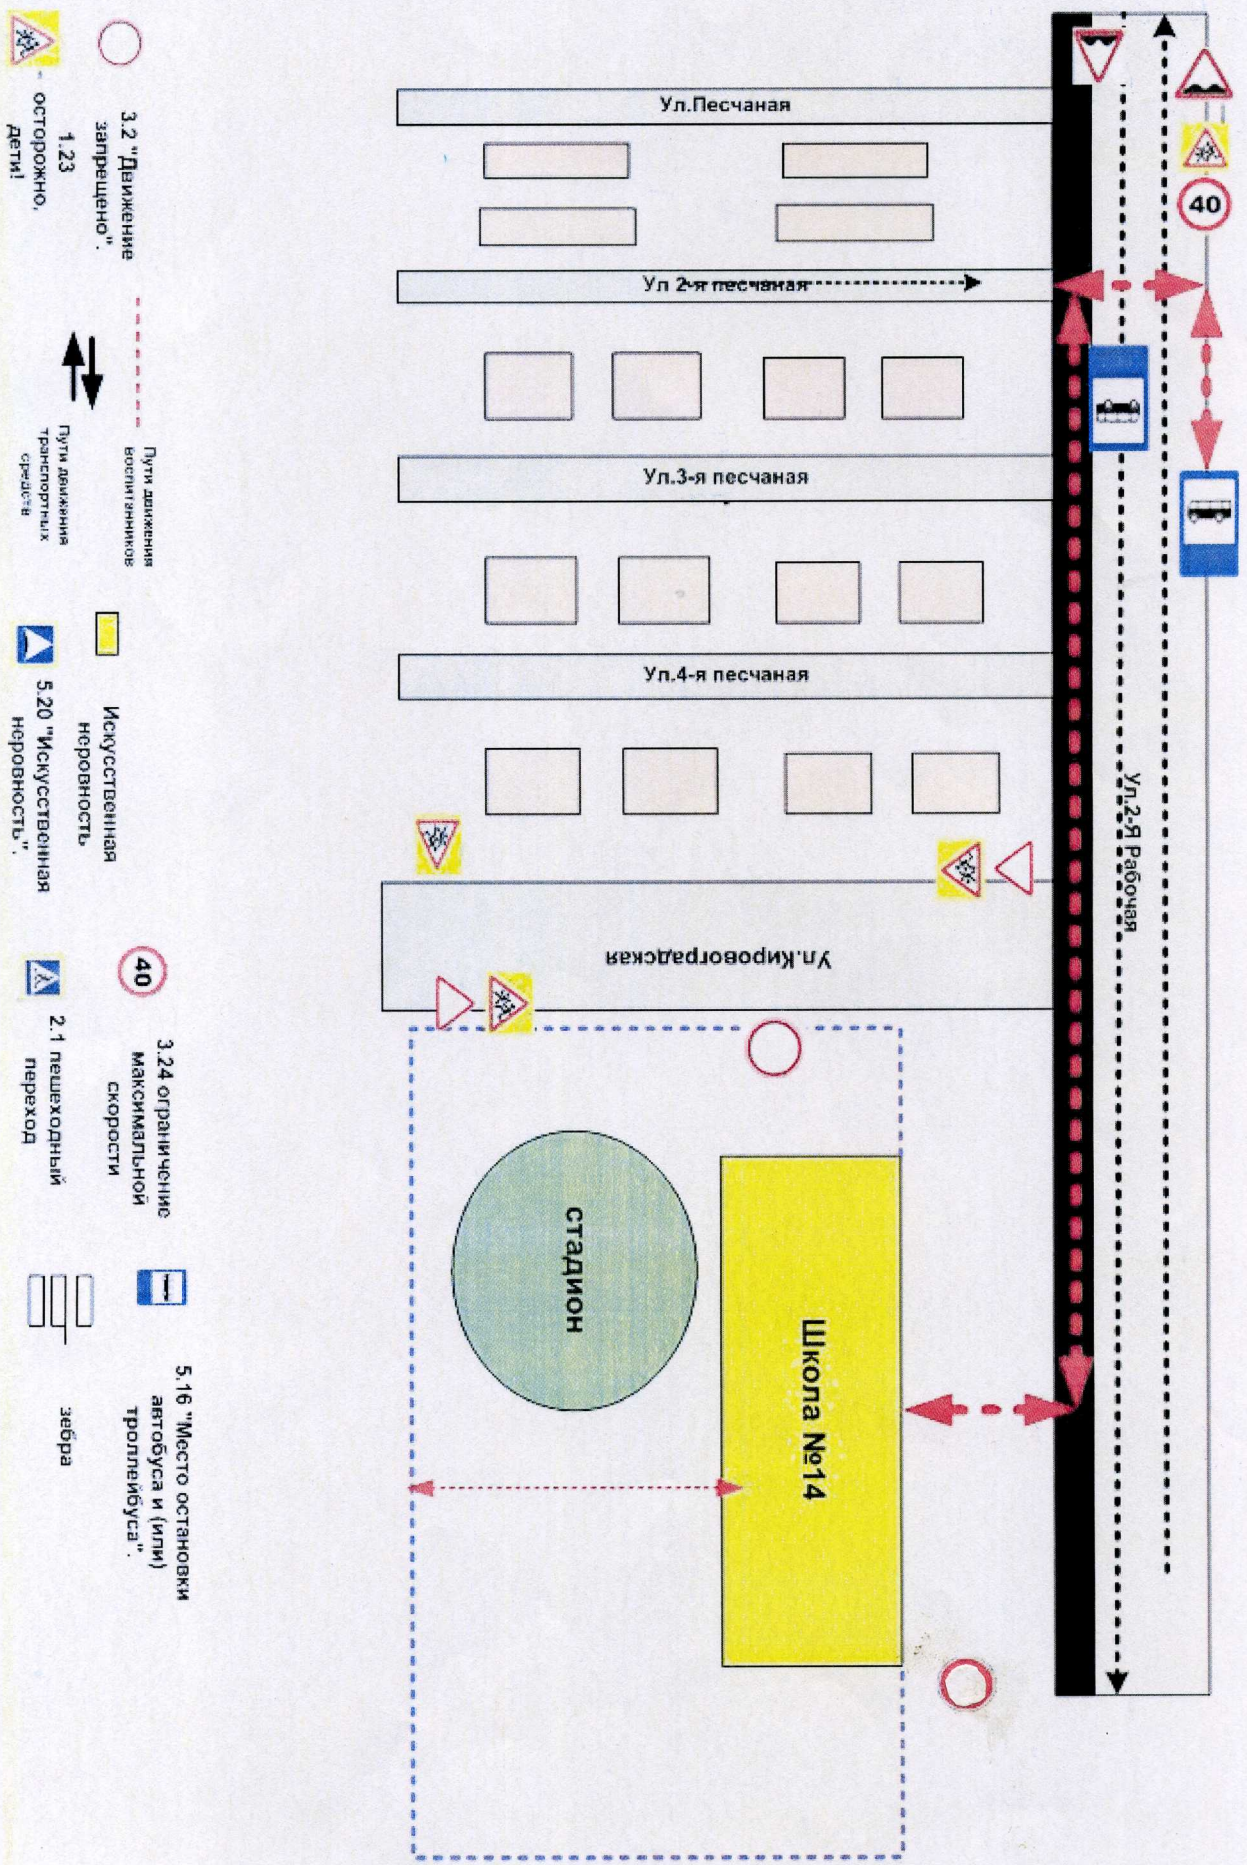 40
Ул.Песчаная
Ул 2-я песчаная
Ул.3-я песчаная
Ул.4-я песчаная
Ул.2-Я Рабочая
Ул.Кировоградская
стадион
Школа №14
3.2 "Движение
запрещено".
1.23
- осторожно,
дети!
Пути движения
воспитанников
Пути движения
транспортных
средств
Искусственная
неровность
5.20 "Искусственная
неровность".
40
3.24 ограничение
максимальной
скорости
2.1 пешеходный
переход
5.16 "Место остановки
автобуса и (или)
троллейбуса".
зебра